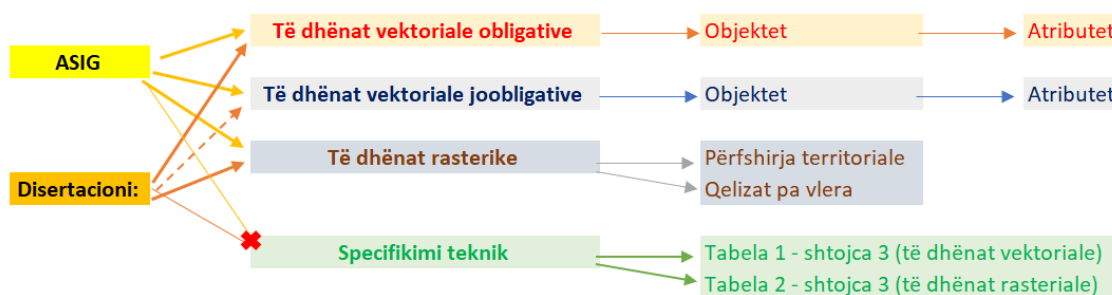 Të dhënat vektoriale obligative
Objektet
Atributet
ASIG
Të dhënat vektoriale joobligative
Objektet
Atributet
Të dhënat rasterike
Përfshirja territoriale
Disertacioni:
Qelizat pa vlera
Specifikimi teknik
Tabela 1 - shtojca 3 (të dhënat vektoriale)
Tabela 2 - shtojca 3 (të dhënat rasteriale)